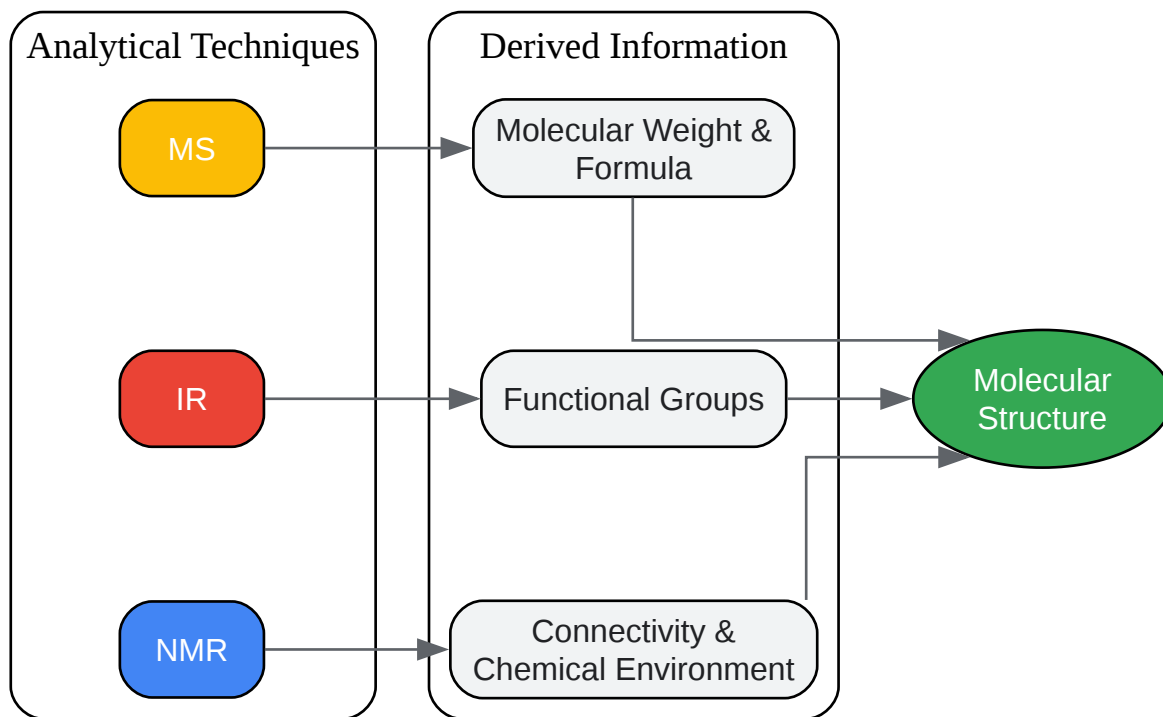 Analytical Techniques
Derived Information
MS
Molecular Weight &
Formula
IR
Functional Groups
Molecular
Structure
NMR
Connectivity &
Chemical Environment